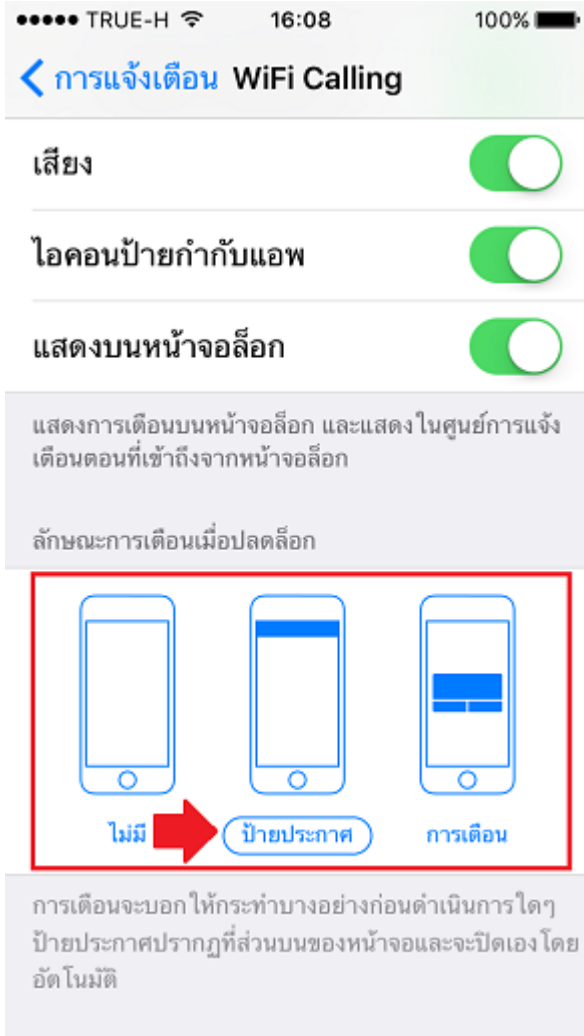 TRUE-H 16:08 100%
การแจ้งเตือน WiFi Calling
เสียง
ไอคอนป้ายกำกับแอพ
แสดงบนหน้าจอล็อก
แสดงการเตือนบนหน้าจอล็อก และแสดงในศูนย์การแจ้ง
เตือนตอนที่เข้าถึงจากหน้าจอล็อก
ลักษณะการเตือนเมื่อปลดล็อก
ไม่มี ป้ายประกาศ การเตือน
การเตือนจะบอกให้กระทำบางอย่างก่อนดำเนินการใดๆ
ป้ายประกาศปรากฏที่ส่วนบนของหน้าจอและจะปิดเองโดย
อัตโนมัติ